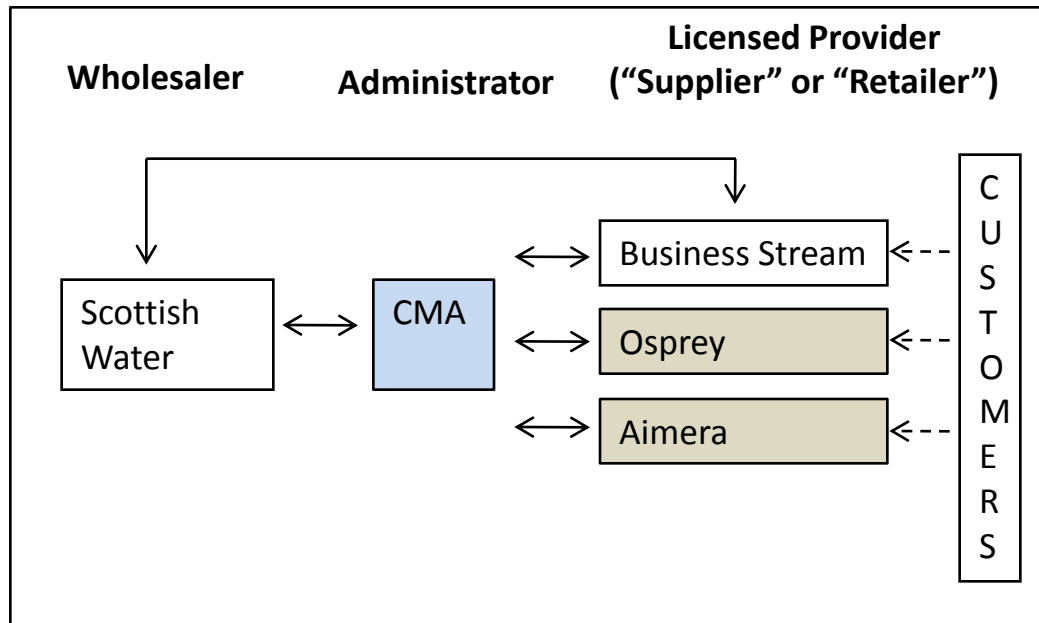 Wholesaler
Administrator
Licensed Provider
(“Supplier” or “Retailer”)
Scottish
Water
CMA
Business Stream
Osprey
Aimera
C
U
S
T
O
M
E
R
S